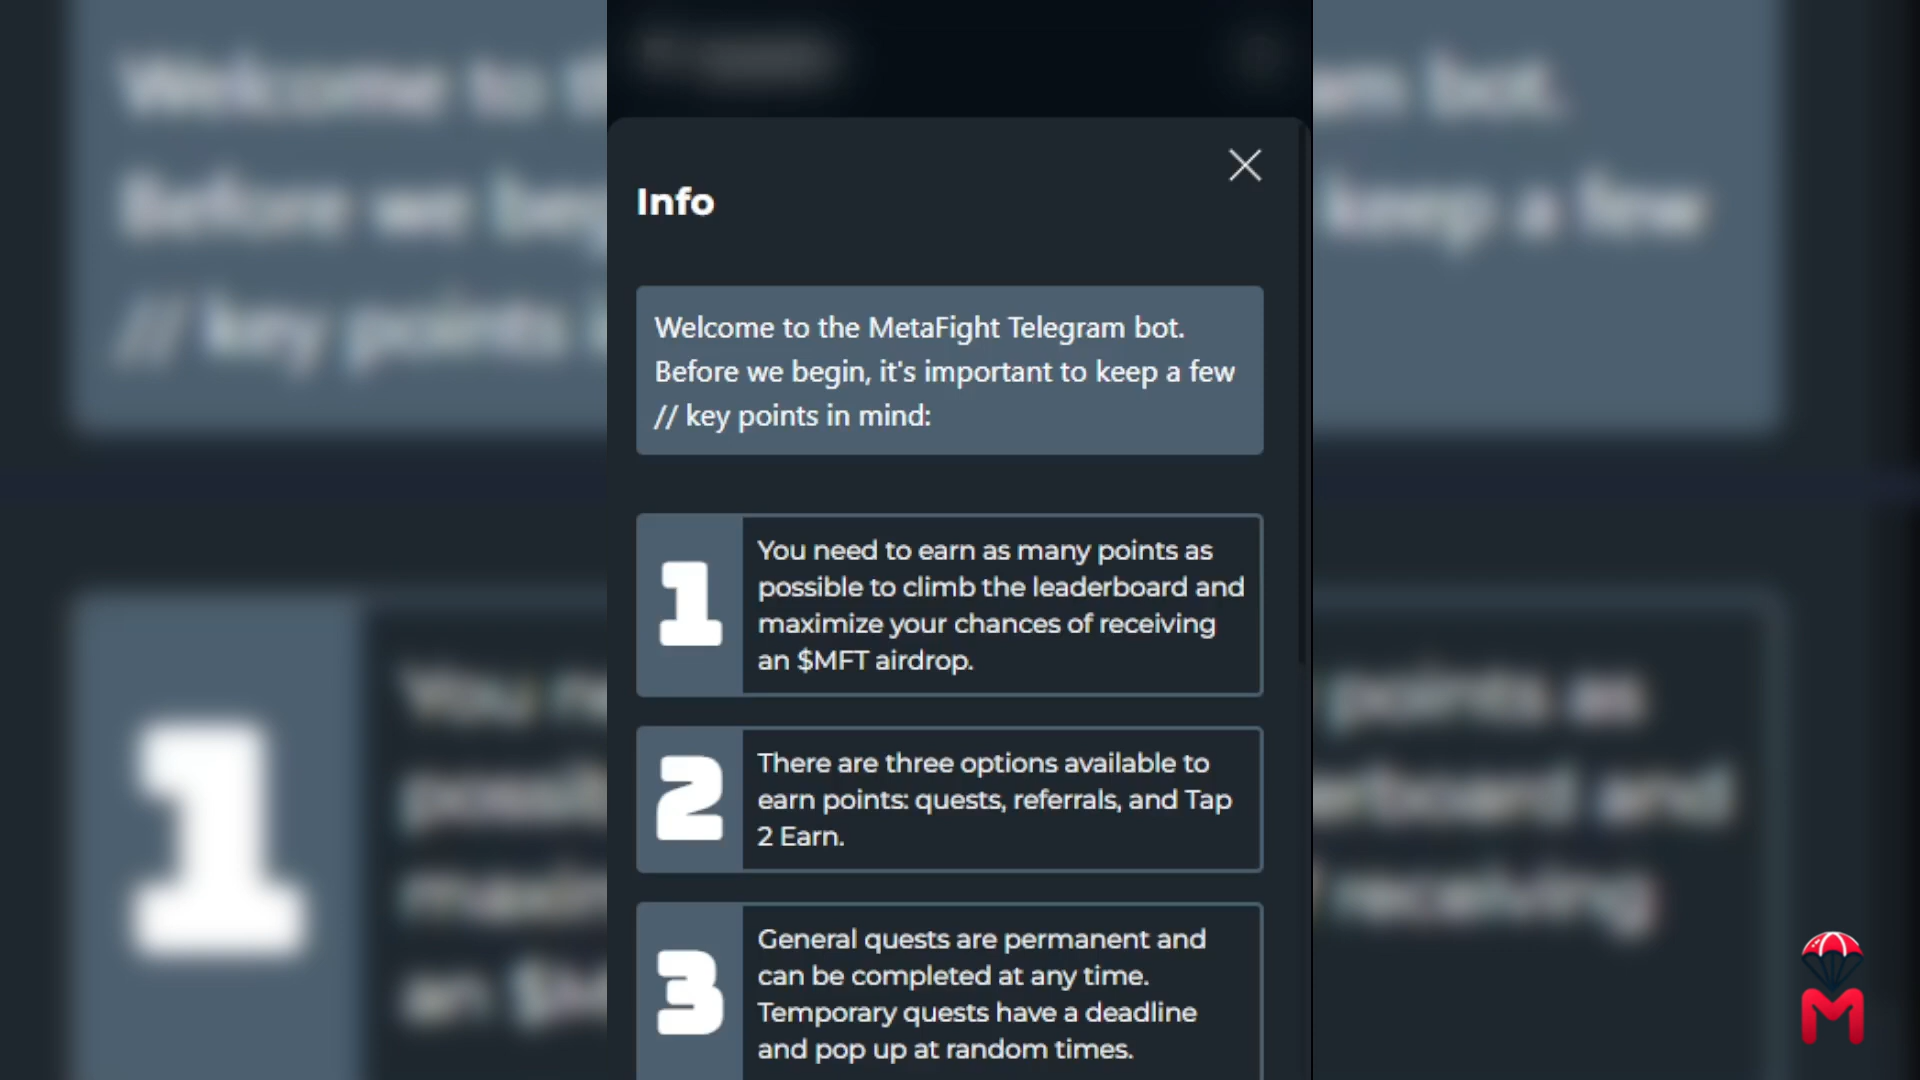 Info
Welcome to the MetaFight Telegram bot.
Before we begin, it's important to keep a few
// key points in mind:
1
You need to earn as many points as
possible to climb the leaderboard and
maximize your chances of receiving
an $MFT airdrop.
2
There are three options available to
earn points: quests, referrals, and Tap
2 Earn.
3
General quests are permanent and
can be completed at any time.
Temporary quests have a deadline
and pop up at random times.
M